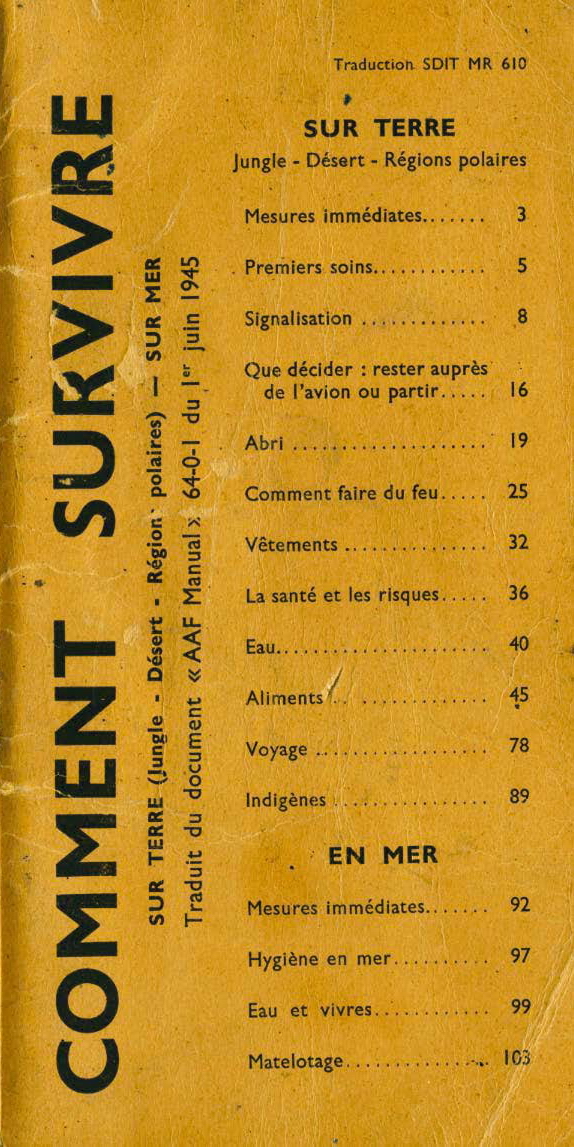 COMMENT SURVIVRE
SUR TERRE (Jungle - Désert - Région polaires) — SUR MER
Traduit du document « AAF Manual » 64-0-1 du 1er juin 1945
Traduction SDIT MR 610
SUR TERRE
Jungle - Désert - Régions polaires
Mesures immédiates....... 3
Premiers soins............ 5
Signalisation ............. 8
Que décider : rester auprès
de l'avion ou partir..... 16
Abri .................... 19
Comment faire du feu..... 25
Vêtements ............... 32
La santé et les risques..... 36
Eau...................... 40
Aliments .. ............. 45
Voyage .................. 78
Indigènes ................ 89
EN MER
Mesures immédiates....... 92
Hygiène en mer.......... 97
Eau et vivres............ 99
Matelotage............... 103